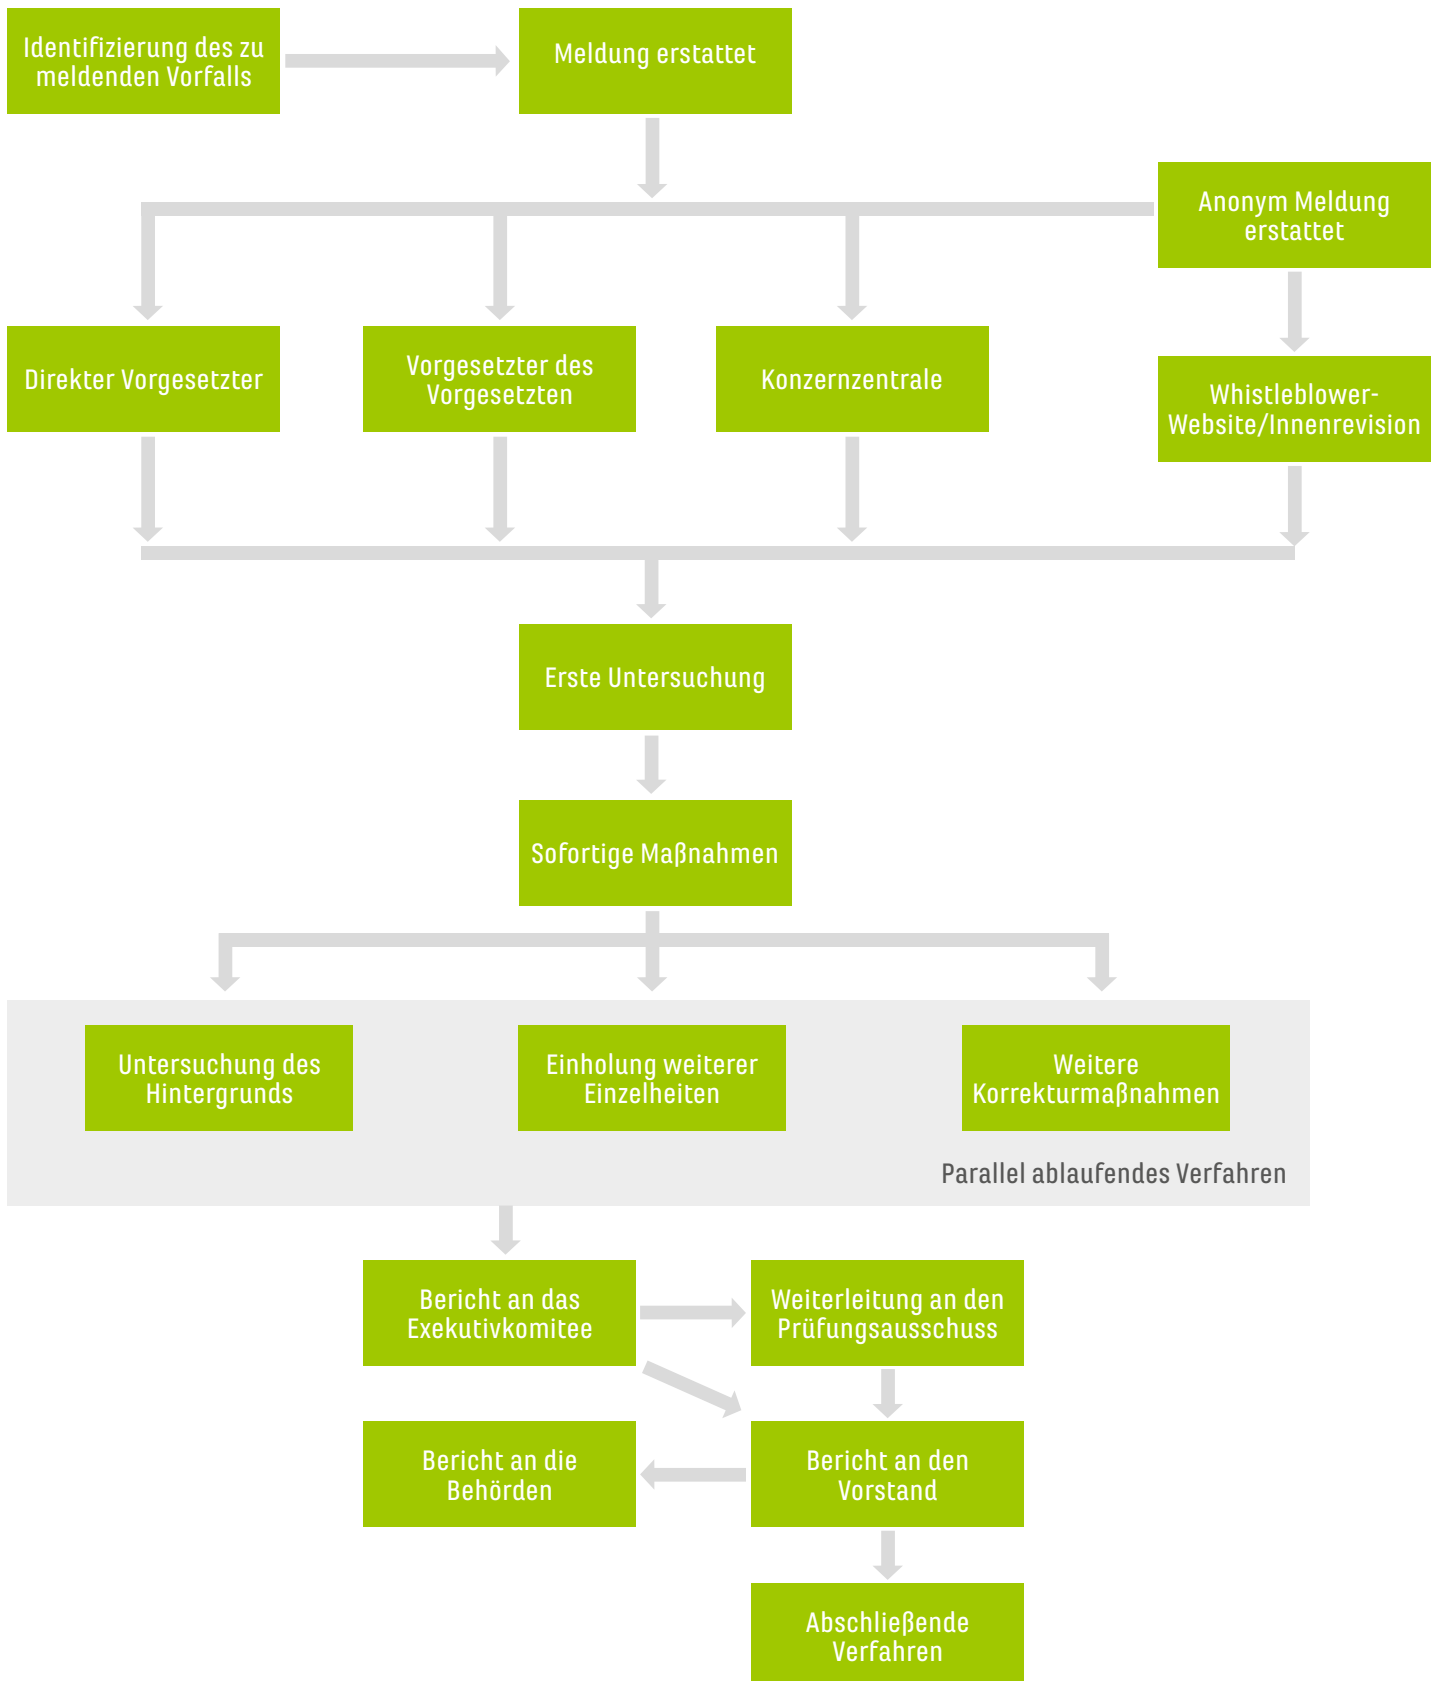 Identifizierung des zu
meldenden Vorfalls
Meldung erstattet
Anonym Meldung
erstattet
Direkter Vorgesetzter
Vorgesetzter des
Vorgesetzten
Konzernzentrale
Whistleblower-
Website/Innenrevision
Erste Untersuchung
Sofortige Maßnahmen
Untersuchung des
Hintergrunds
Einholung weiterer
Einzelheiten
Weitere
Korrekturmaßnahmen
Parallel ablaufendes Verfahren
Bericht an das
Exekutivkomitee
Weiterleitung an den
Prüfungsausschuss
Bericht an die
Behörden
Bericht an den
Vorstand
Abschließende
Verfahren